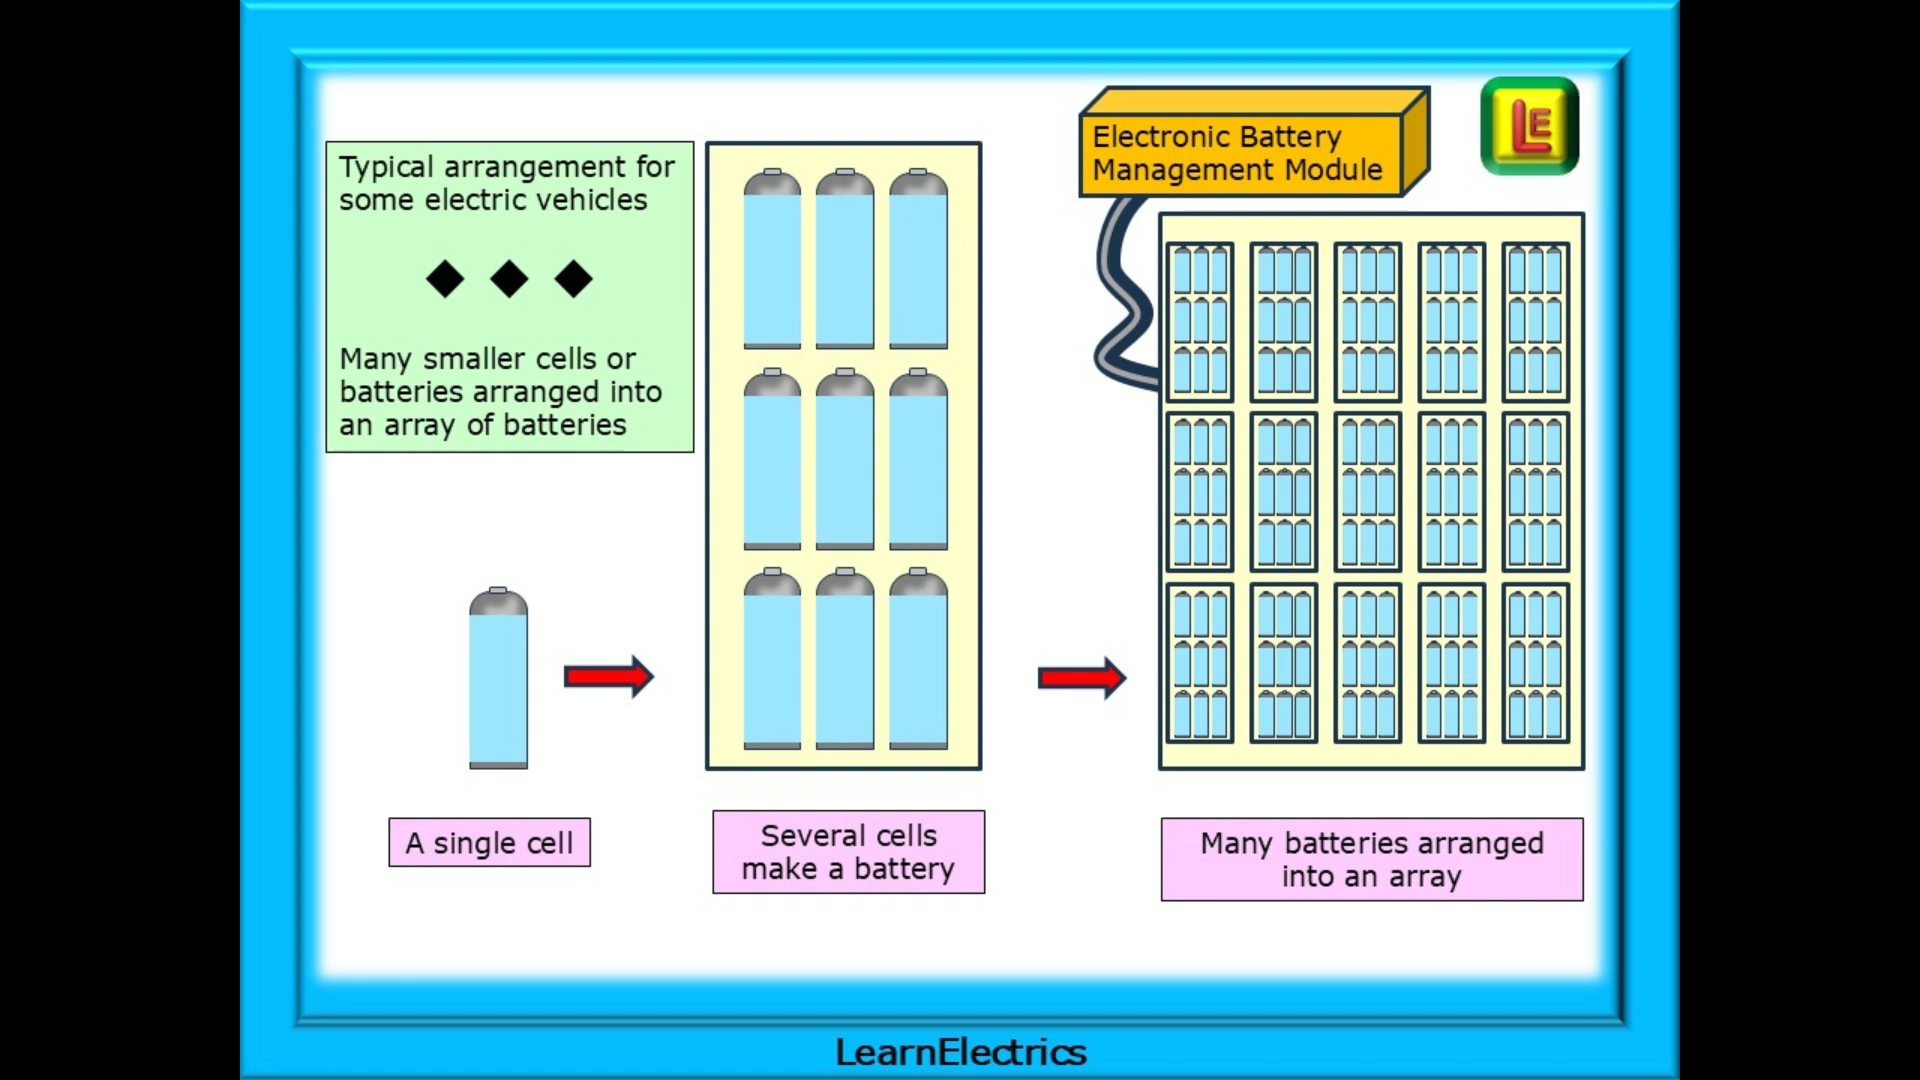 Typical arrangement for
some electric vehicles
Many smaller cells or
batteries arranged into
an array of batteries
Electronic Battery
Management Module
LE
A single cell
Several cells
make a battery
Many batteries arranged
into an array
LearnElectrics